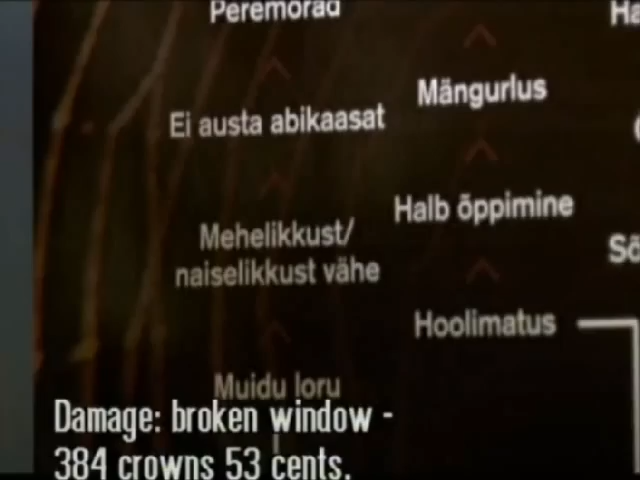 Peremörad
Ei austa abikaasat
Mehelikkust/
naiselikkust vähe
Muidu loru
Mängurlus
Halb õppimine
Hoolimatus
Damage: broken window -
384 crowns 53 cents.